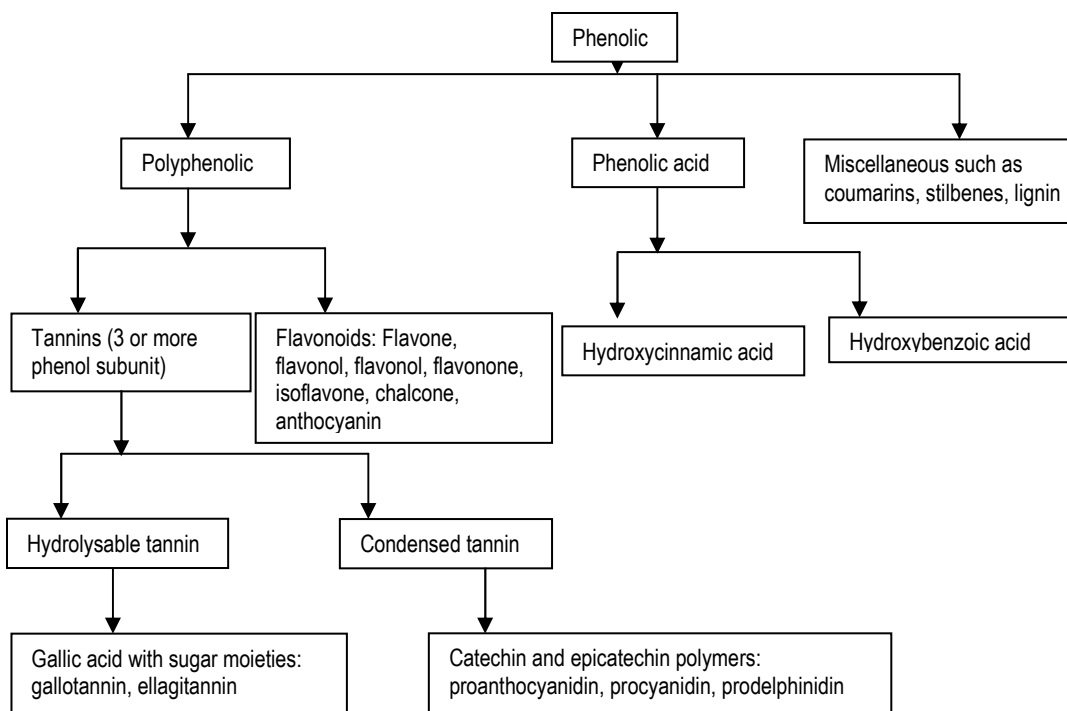 Phenolic
Polyphenolic
Phenolic acid
Miscellaneous such as
coumarins, stilbenes, lignin
Tannins (3 or more
phenol subunit)
Flavonoids: Flavone,
flavonol, flavonol, flavonone,
isoflavone, chalcone,
anthocyanin
Hydroxycinnamic acid
Hydroxybenzoic acid
Hydrolysable tannin
Condensed tannin
Gallic acid with sugar moieties:
gallotannin, ellagitannin
Catechin and epicatechin polymers:
proanthocyanidin, procyanidin, prodelphinidin